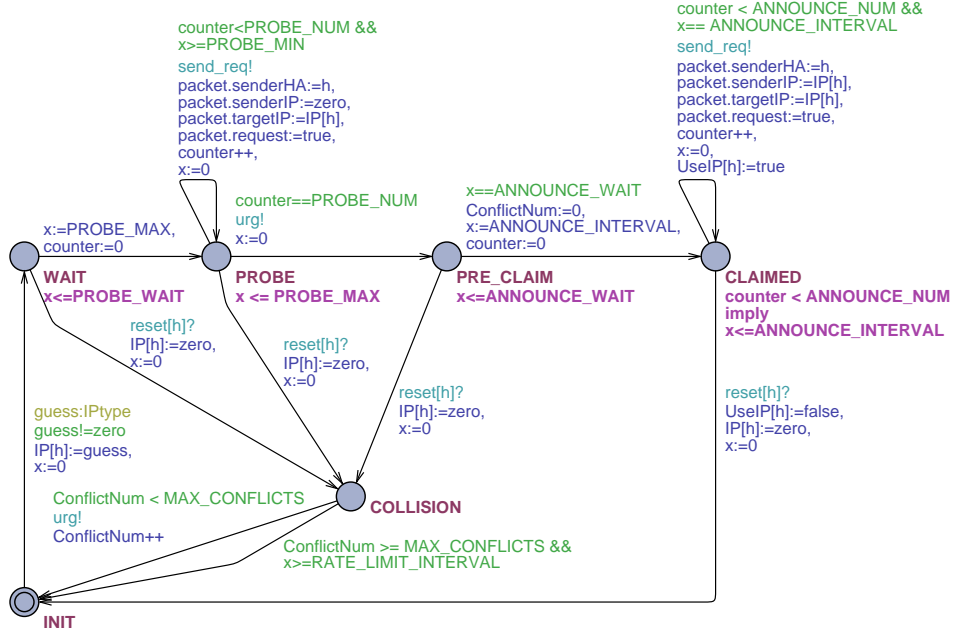 counter<PROBE_NUM &&
x>=PROBE_MIN
send_req!
packet.senderHA:=h,
packet.senderIP:=zero,
packet.targetIP:=IP[h],
packet.request:=true,
counter++,
x:=0
counter < ANNOUNCE_NUM &&
x== ANNOUNCE_INTERVAL
send_req!
packet.senderHA:=h,
packet.senderIP:=IP[h],
packet.targetIP:=IP[h],
packet.request:=true,
counter++,
x:=0,
UseIP[h]:=true
x:=PROBE_MAX,
counter:=0
counter==PROBE_NUM
urg!
x:=0
x==ANNOUNCE_WAIT
ConflictNum:=0,
x:=ANNOUNCE_INTERVAL,
counter:=0
WAIT
x<=PROBE_WAIT
PROBE
x <= PROBE_MAX
PRE_CLAIM
x<=ANNOUNCE_WAIT
CLAIMED
counter < ANNOUNCE_NUM
imply
x<=ANNOUNCE_INTERVAL
reset[h]?
IP[h]:=zero,
x:=0
reset[h]?
IP[h]:=zero,
x:=0
reset[h]?
IP[h]:=zero,
x:=0
reset[h]?
UseIP[h]:=false,
IP[h]:=zero,
x:=0
guess:IPtype
guess!=zero
IP[h]:=guess,
x:=0
ConflictNum < MAX_CONFLICTS
urg!
ConflictNum++
COLLISION
ConflictNum >= MAX_CONFLICTS &&
x>=RATE_LIMIT_INTERVAL
INIT